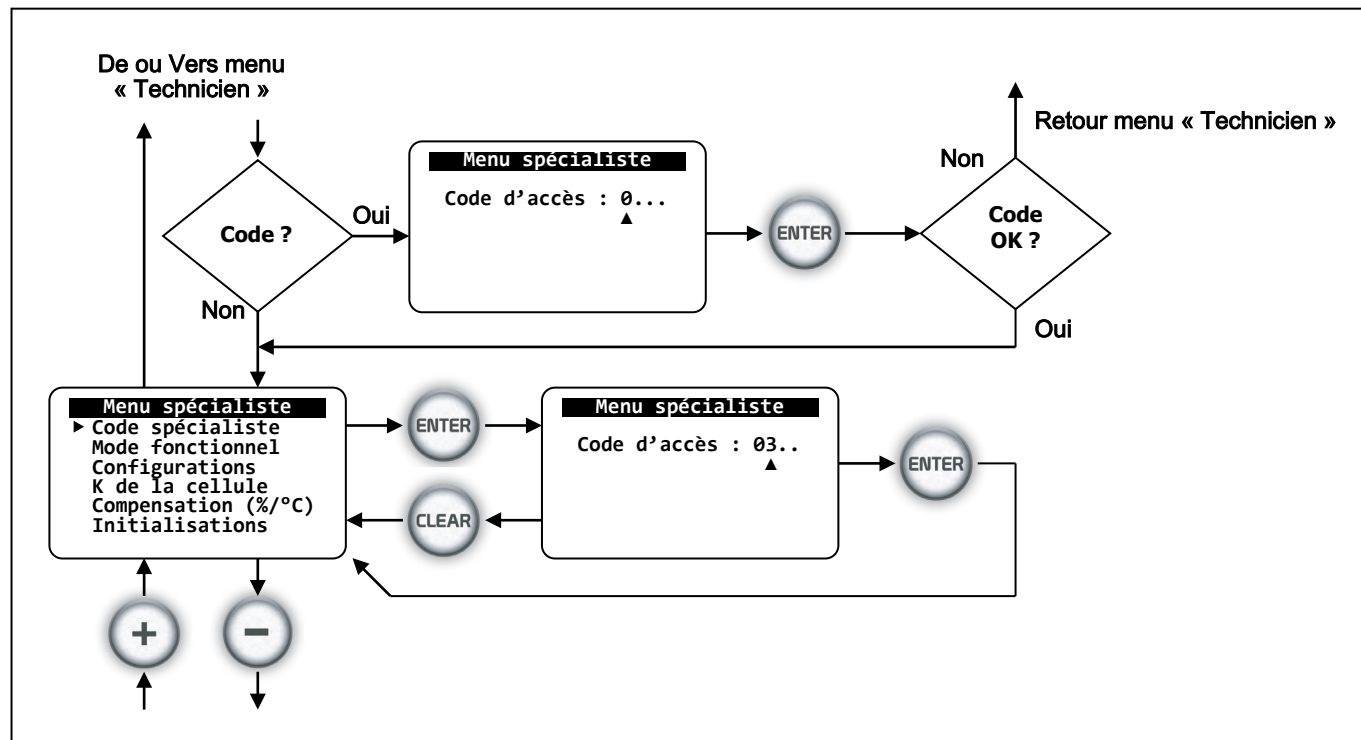 De ou Vers menu
« Technicien »
Code ?
Oui
Non
Menu spécialiste
Code d’accès : 0...
▲
ENTER
Code
OK ?
Non
Retour menu « Technicien »
Oui
Menu spécialiste
► Code spécialiste
Mode fonctionnel
Configurations
K de la cellule
Compensation (%/°C)
Initialisations
ENTER
CLEAR
Menu spécialiste
Code d’accès : 03..
▲
ENTER
+
−